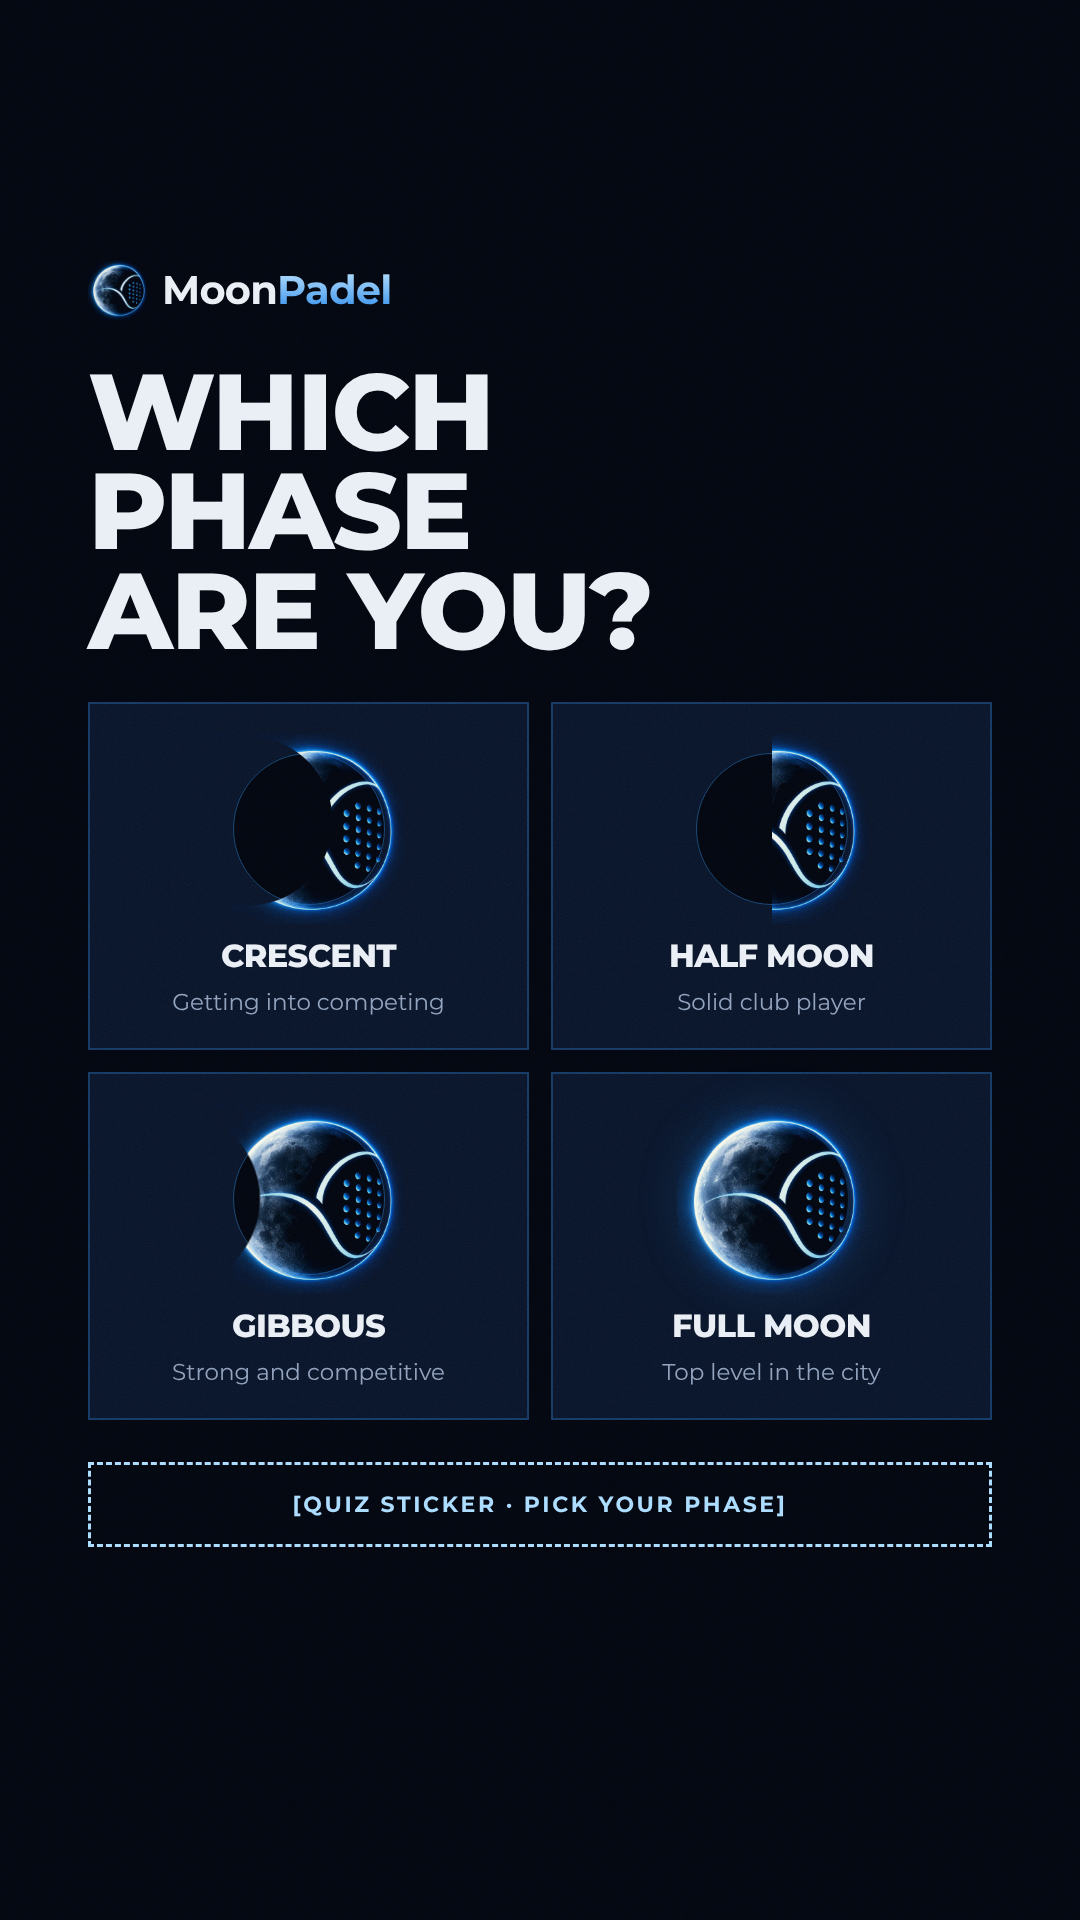 MoonPadel
WHICH
PHASE
ARE YOU?
CRESCENT
Getting into competing
HALF MOON
Solid club player
GIBBOUS
Strong and competitive
FULL MOON
Top level in the city
[QUIZ STICKER · PICK YOUR PHASE]